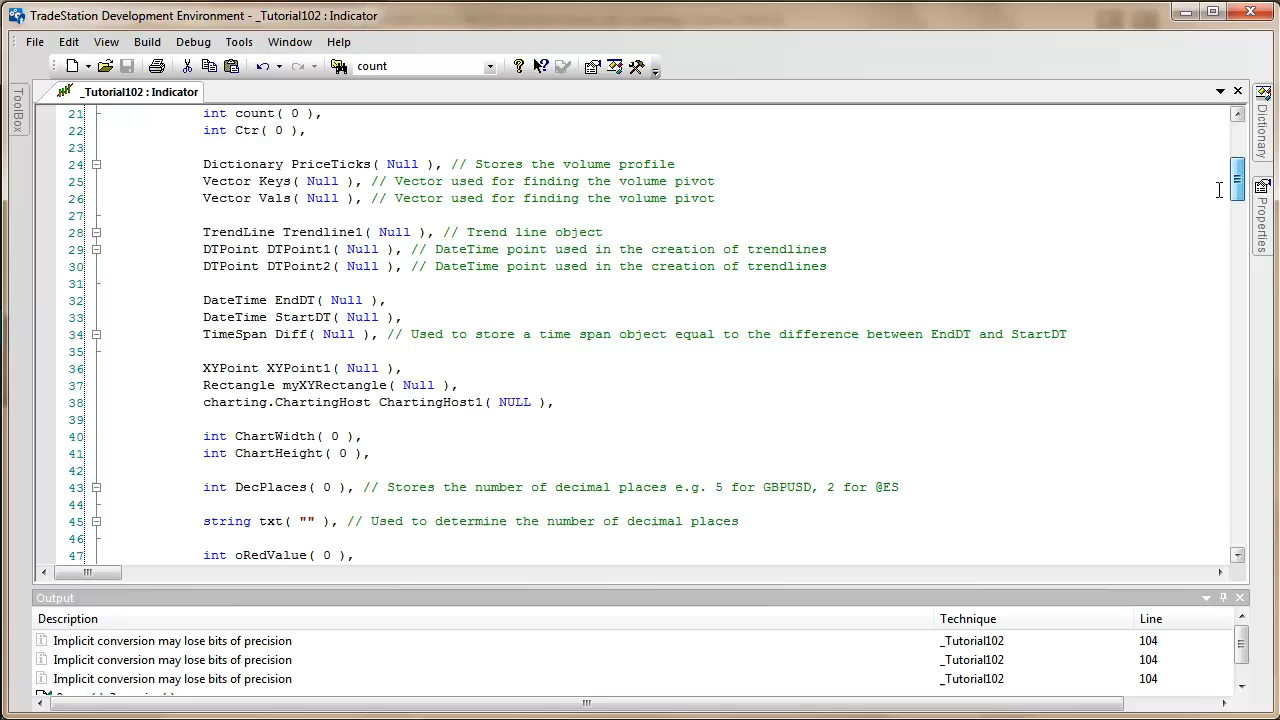 TradeStation Development Environment - _Tutorial102 : Indicator
File Edit View Build Debug Tools Window Help
count
ToolBox
_Tutorial102 : Indicator
Dictionary
Properties
21 int count( 0 ),
22 int Ctr( 0 ),
23
24 Dictionary PriceTicks( Null ), // Stores the volume profile
25 Vector Keys( Null ), // Vector used for finding the volume pivot
26 Vector Vals( Null ), // Vector used for finding the volume pivot
27
28 TrendLine Trendline1( Null ), // Trend line object
29 DTPoint DTPoint1( Null ), // DateTime point used in the creation of trendlines
30 DTPoint DTPoint2( Null ), // DateTime point used in the creation of trendlines
31
32 DateTime EndDT( Null ),
33 DateTime StartDT( Null ),
34 TimeSpan Diff( Null ), // Used to store a time span object equal to the difference between EndDT and StartDT
35
36 XYPoint XYPoint1( Null ),
37 Rectangle myXYRectangle( Null ),
38 charting.ChartingHost ChartingHost1( NULL ),
39
40 int ChartWidth( 0 ),
41 int ChartHeight( 0 ),
42
43 int DecPlaces( 0 ), // Stores the number of decimal places e.g. 5 for GBPUSD, 2 for @ES
44
45 string txt( "" ), // Used to determine the number of decimal places
46
47 int oRedValue( 0 ),
Output
Description Technique Line
Implicit conversion may lose bits of precision _Tutorial102 104
Implicit conversion may lose bits of precision _Tutorial102 104
Implicit conversion may lose bits of precision _Tutorial102 104